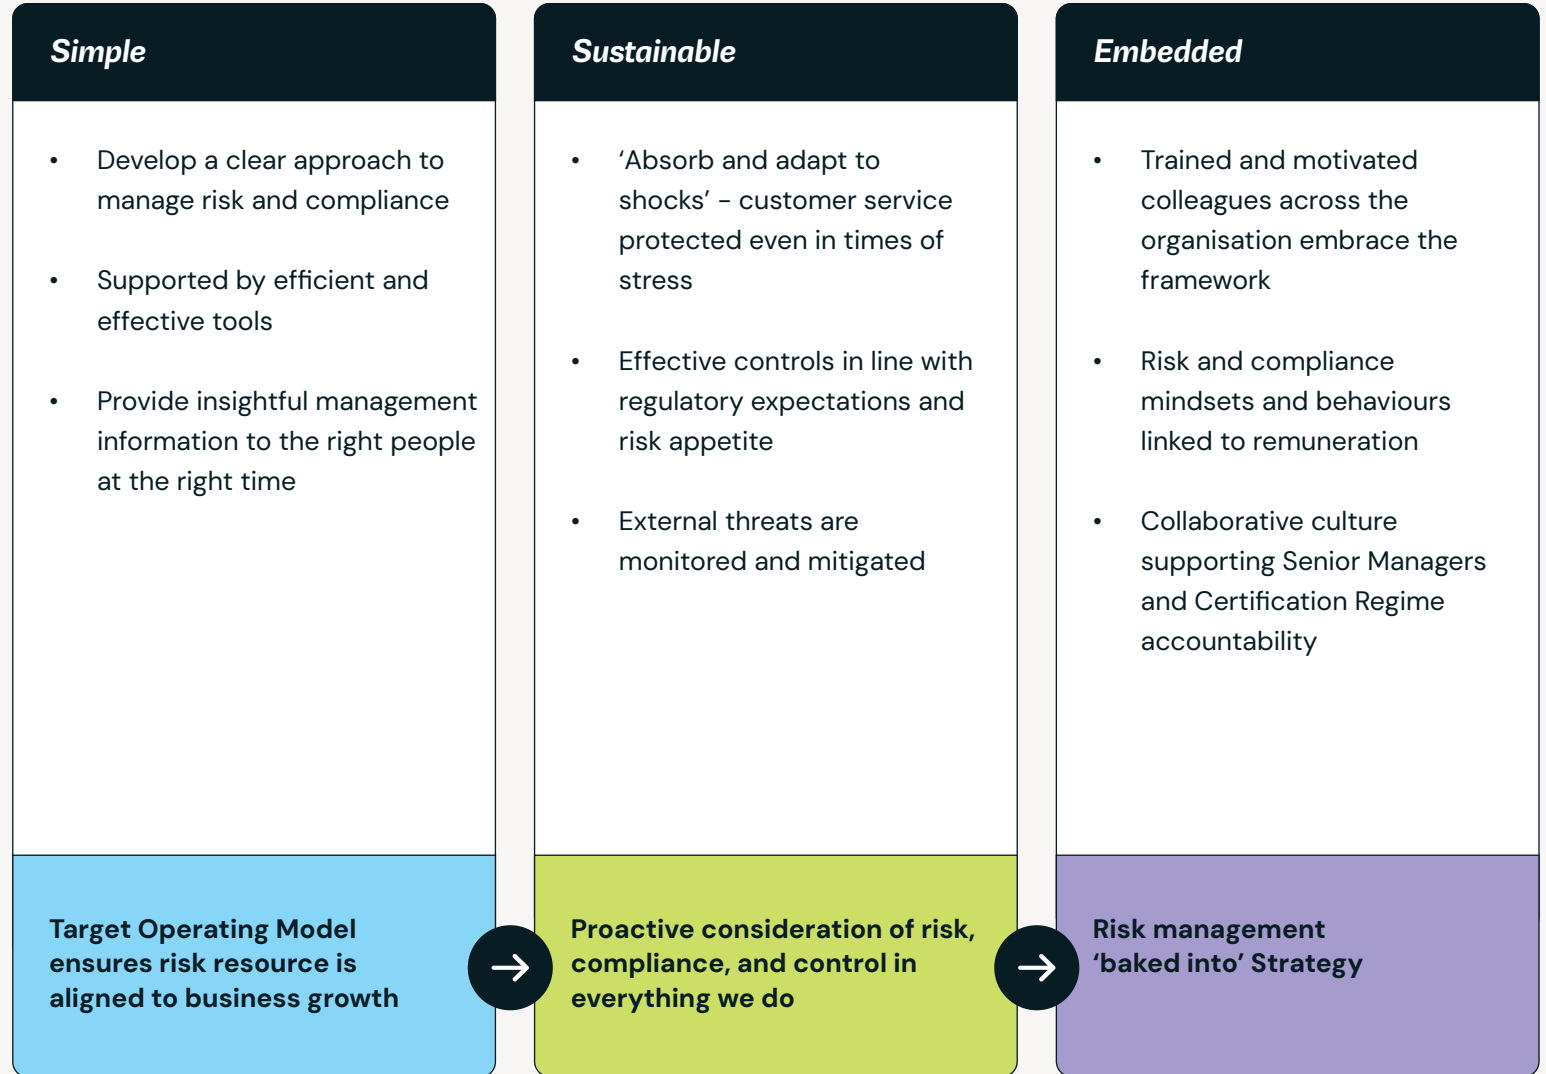 Simple
• Develop a clear approach to
manage risk and compliance
• Supported by efficient and
effective tools
• Provide insightful management
information to the right people
at the right time
Target Operating Model
ensures risk resource is
aligned to business growth
Sustainable
• ‘Absorb and adapt to
shocks’ – customer service
protected even in times of
stress
• Effective controls in line with
regulatory expectations and
risk appetite
• External threats are
monitored and mitigated
Proactive consideration of risk,
compliance, and control in
everything we do
Embedded
• Trained and motivated
colleagues across the
organisation embrace the
framework
• Risk and compliance
mindsets and behaviours
linked to remuneration
• Collaborative culture
supporting Senior Managers
and Certification Regime
accountability
Risk management
‘baked into’ Strategy